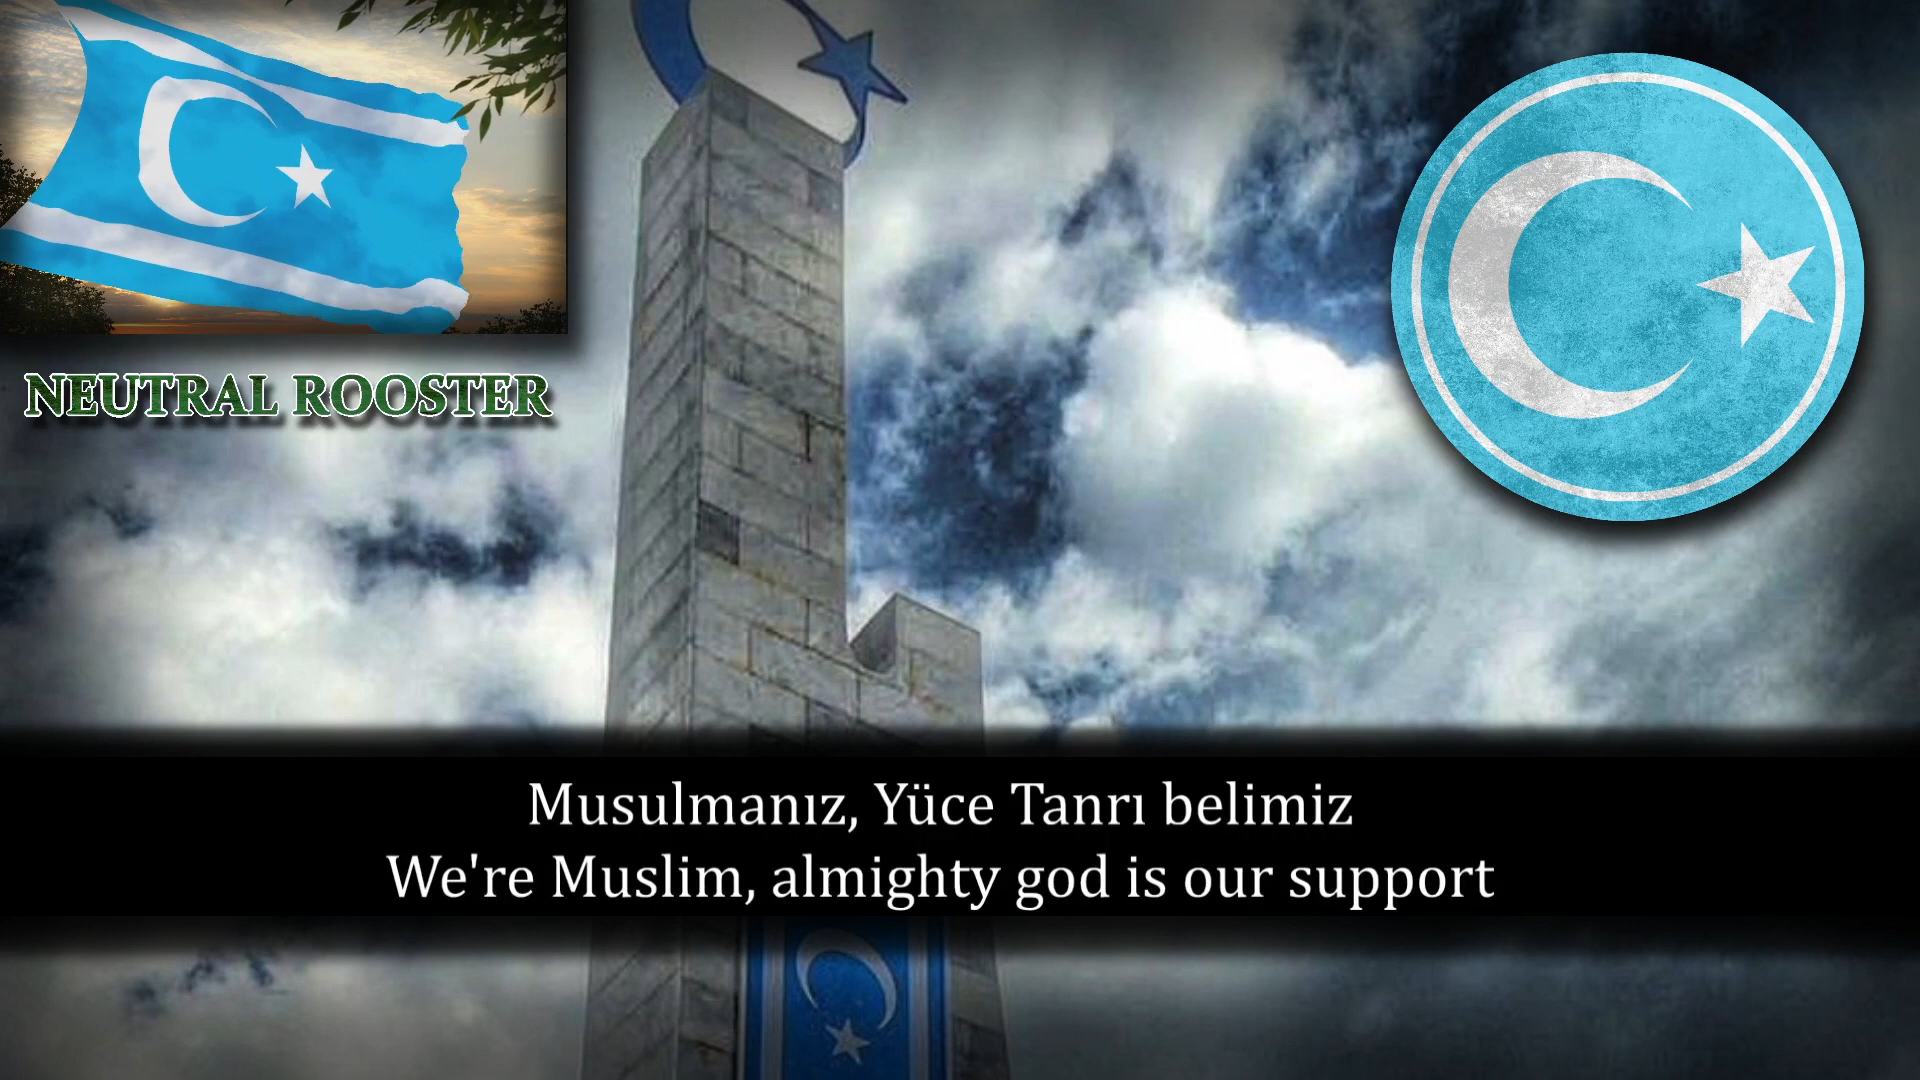 NEUTRAL ROOSTER
Musulmanız, Yüce Tanrı belimiz
We're Muslim, almighty god is our support